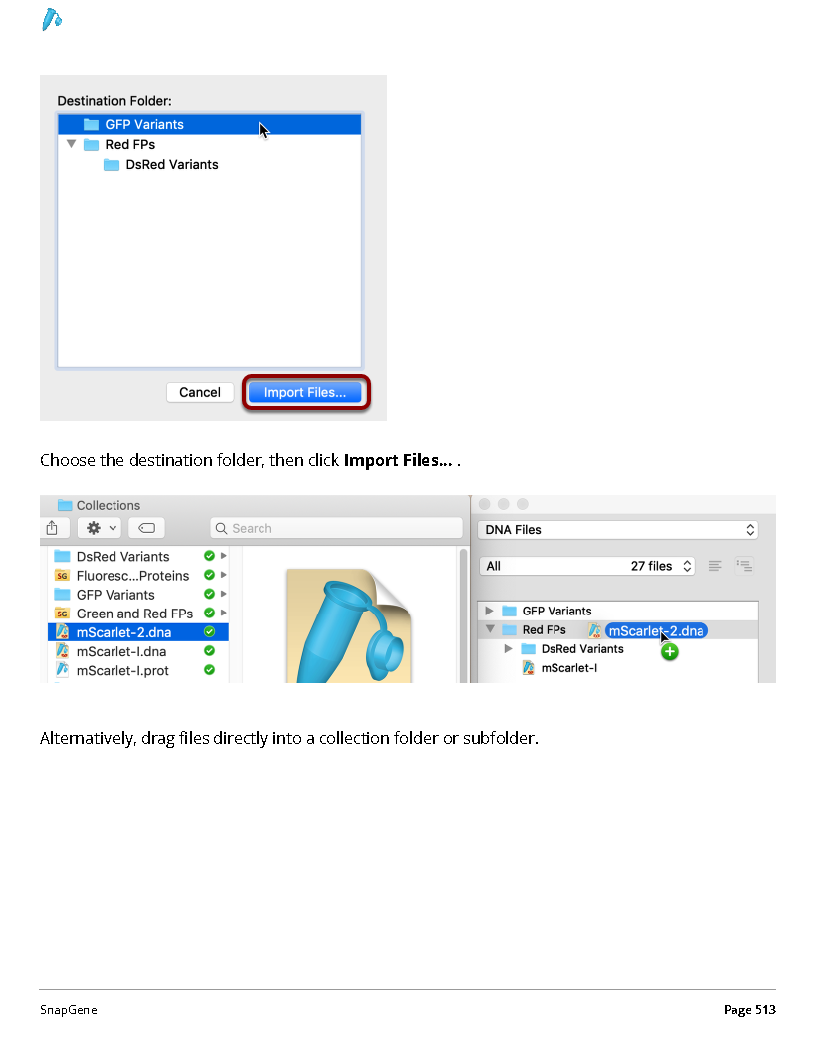 Destination Folder:
GFP Variants
Red FPs
DsRed Variants
Cancel
Import Files...
Choose the destination folder, then click Import Files... .
Collections
Search
DsRed Variants
SG Fluoresc...Proteins
GFP Variants
SG Green and Red FPs
mScarlet-2.dna
mScarlet-I.dna
mScarlet-I.prot
DNA Files
All 27 files
GFP Variants
Red FPs mScarlet-2.dna
DsRed Variants
mScarlet-I
Alternatively, drag files directly into a collection folder or subfolder.
SnapGene Page 513